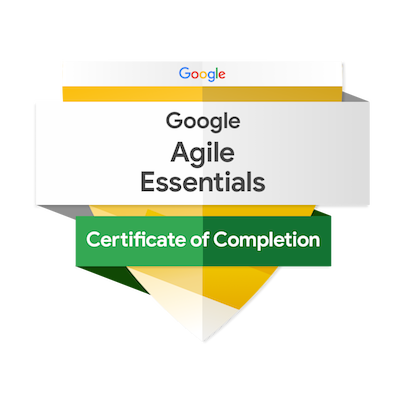 Google
Google
Agile
Essentials
Certificate of Completion